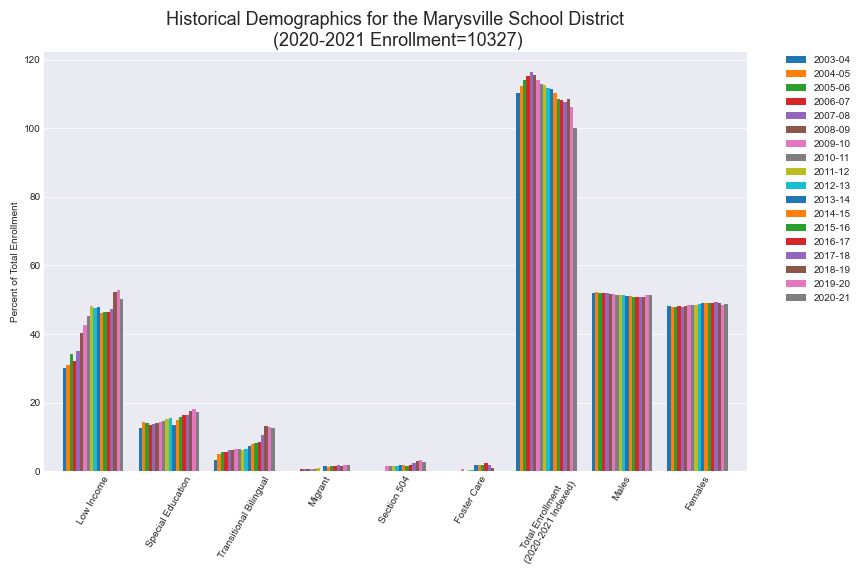 Historical Demographics for the Marysville School District
(2020-2021 Enrollment=10327)
Percent of Total Enrollment
120
100
80
60
40
20
0
Low Income
Special Education
Transitional Bilingual
Migrant
Section 504
Foster Care
Total Enrollment
(2020-2021 Indexed)
Males
Females
2003-04
2004-05
2005-06
2006-07
2007-08
2008-09
2009-10
2010-11
2011-12
2012-13
2013-14
2014-15
2015-16
2016-17
2017-18
2018-19
2019-20
2020-21